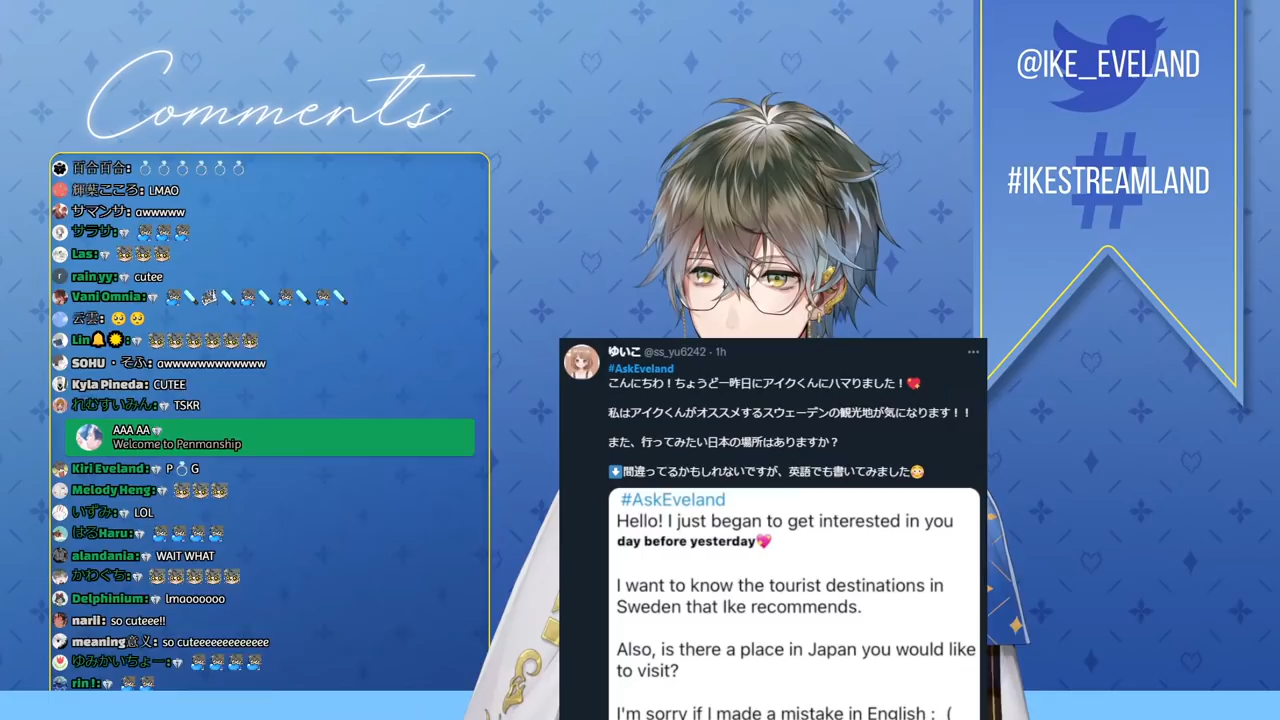 Comments
百合百合:
輝葉こころ: LMAO
サマンサ: awwwww
サラサ:
Las:
rainyy: cutee
Vani Omnia:
云雲:
Lin
SOHU · そふ: awwwwwwwwwwwww
Kyla Pineda: CUTEE
れむすいみん: TSKR
AAA AA
Welcome to Penmanship
Kiri Eveland: P G
Melody Heng:
いずみ: LOL
はるHaru:
alandania: WAIT WHAT
かわぐち:
Delphinium: lmaoooooo
narii: so cuteee!!
meaning意义: so cuteeeeeeeeeeee
ゆみかいちょー:
rin !:
ゆいこ @ss_yu6242 · 1h
#AskEveland
こんにちわ！ちょうど一昨日にアイクくんにハマりました！💖
私はアイクくんがオススメするスウェーデンの観光地が気になります！！
また、行ってみたい日本の場所はありますか？
⬇️間違ってるかもしれないですが、英語でも書いてみました😳
#AskEveland
Hello! I just began to get interested in you
day before yesterday💖
I want to know the tourist destinations in
Sweden that Ike recommends.
Also, is there a place in Japan you would like
to visit?
I'm sorry if I made a mistake in English :（
@IKE_EVELAND
#IKESTREAMLAND